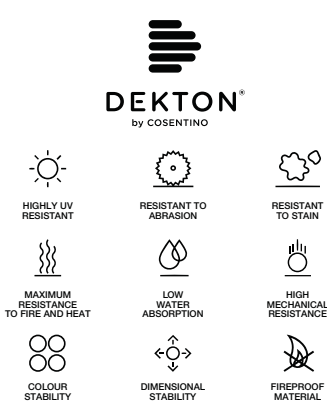 DEKTON®
by COSENTINO
HIGHLY UV
RESISTANT
RESISTANT TO
ABRASION
RESISTANT
TO STAIN
MAXIMUM
RESISTANCE
TO FIRE AND HEAT
LOW
WATER
ABSORPTION
HIGH
MECHANICAL
RESISTANCE
COLOUR
STABILITY
DIMENSIONAL
STABILITY
FIREPROOF
MATERIAL